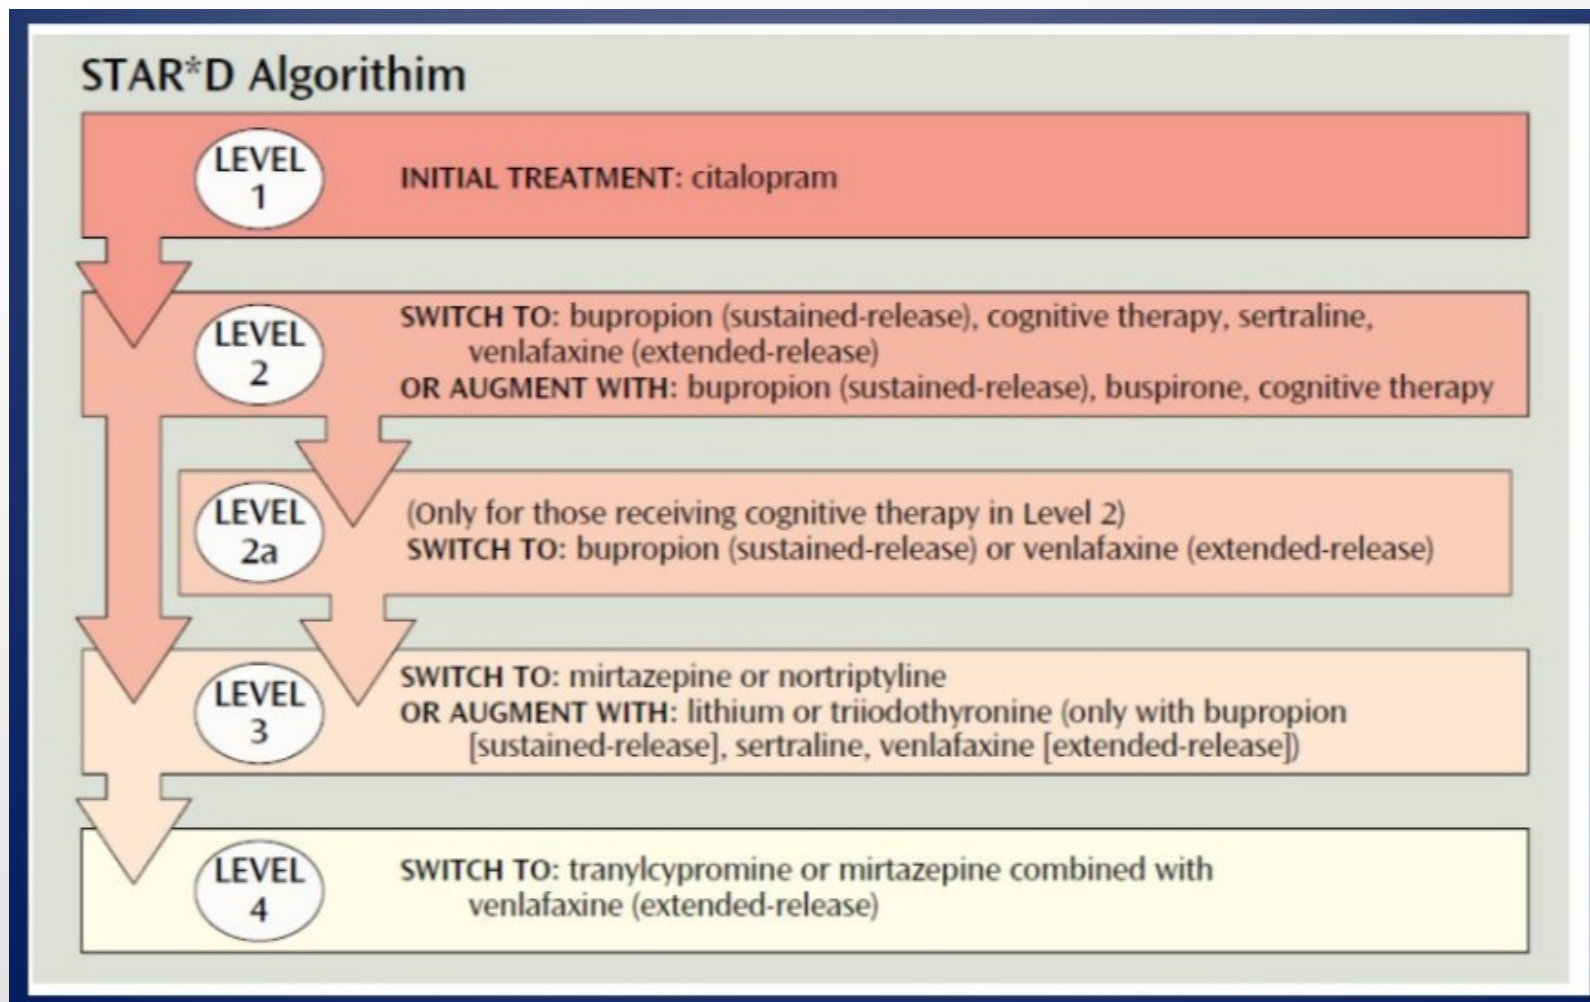 STAR*D Algorithim
LEVEL
1
INITIAL TREATMENT: citalopram
LEVEL
2
SWITCH TO: bupropion (sustained-release), cognitive therapy, sertraline,
venlafaxine (extended-release)
OR AUGMENT WITH: bupropion (sustained-release), buspirone, cognitive therapy
LEVEL
2a
(Only for those receiving cognitive therapy in Level 2)
SWITCH TO: bupropion (sustained-release) or venlafaxine (extended-release)
LEVEL
3
SWITCH TO: mirtazepine or nortriptyline
OR AUGMENT WITH: lithium or triiodothyronine (only with bupropion
[sustained-release], sertraline, venlafaxine [extended-release])
LEVEL
4
SWITCH TO: tranylcypromine or mirtazepine combined with
venlafaxine (extended-release)